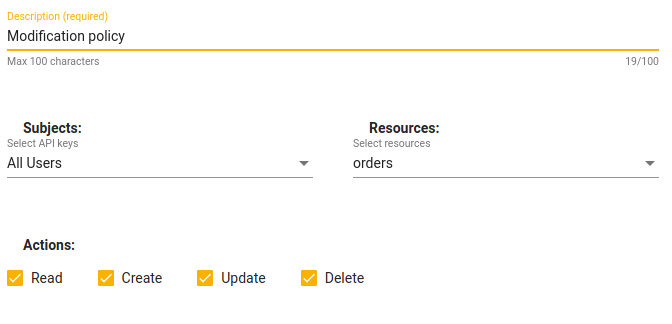 Description (required)
Modification policy
Max 100 characters 19/100
Subjects: Resources:
Select API keys Select resources
All Users orders
Actions:
Read Create Update Delete